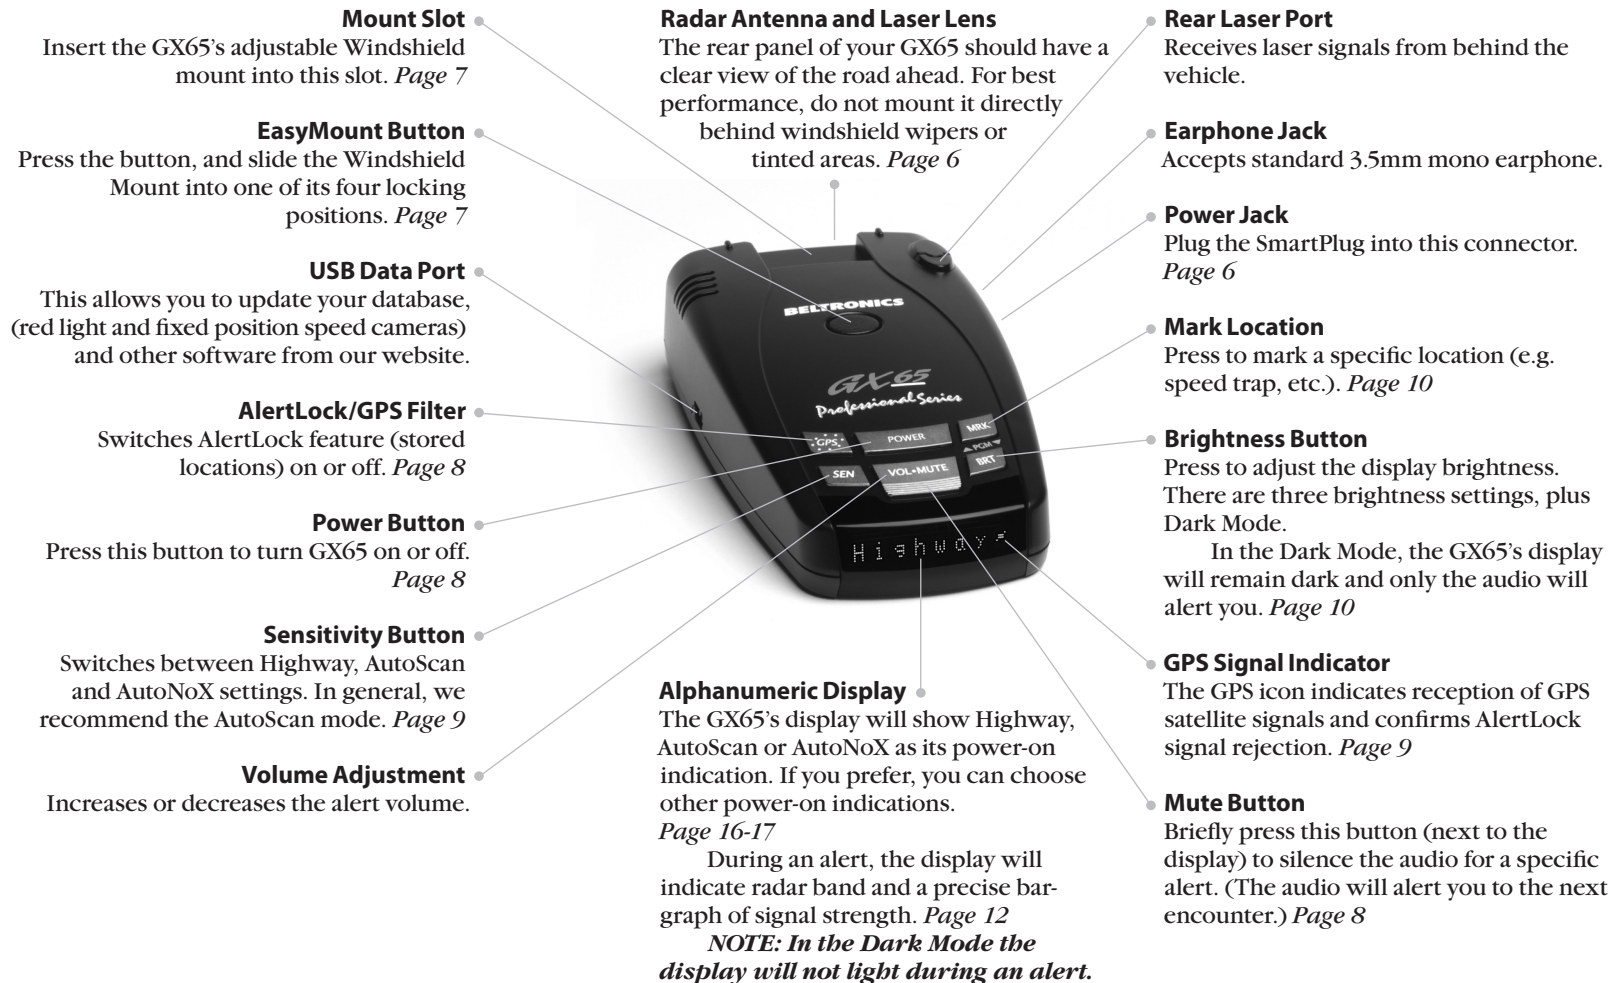 Mount Slot
Insert the GX65's adjustable Windshield
mount into this slot. Page 7
EasyMount Button
Press the button, and slide the Windshield
Mount into one of its four locking
positions. Page 7
USB Data Port
This allows you to update your database,
(red light and fixed position speed cameras)
and other software from our website.
AlertLock/GPS Filter
Switches AlertLock feature (stored
locations) on or off. Page 8
Power Button
Press this button to turn GX65 on or off.
Page 8
Sensitivity Button
Switches between Highway, AutoScan
and AutoNoX settings. In general, we
recommend the AutoScan mode. Page 9
Volume Adjustment
Increases or decreases the alert volume.
Radar Antenna and Laser Lens
The rear panel of your GX65 should have a
clear view of the road ahead. For best
performance, do not mount it directly
behind windshield wipers or
tinted areas. Page 6
BELTRONICS
GX 65
Professional Series
GPS
POWER
MRK
PGM
SEN
VOL•MUTE
BRT
Highway
Alphanumeric Display
The GX65's display will show Highway,
AutoScan or AutoNoX as its power-on
indication. If you prefer, you can choose
other power-on indications.
Page 16-17
During an alert, the display will
indicate radar band and a precise bar-
graph of signal strength. Page 12
NOTE: In the Dark Mode the
display will not light during an alert.
Rear Laser Port
Receives laser signals from behind the
vehicle.
Earphone Jack
Accepts standard 3.5mm mono earphone.
Power Jack
Plug the SmartPlug into this connector.
Page 6
Mark Location
Press to mark a specific location (e.g.
speed trap, etc.). Page 10
Brightness Button
Press to adjust the display brightness.
There are three brightness settings, plus
Dark Mode.
In the Dark Mode, the GX65's display
will remain dark and only the audio will
alert you. Page 10
GPS Signal Indicator
The GPS icon indicates reception of GPS
satellite signals and confirms AlertLock
signal rejection. Page 9
Mute Button
Briefly press this button (next to the
display) to silence the audio for a specific
alert. (The audio will alert you to the next
encounter.) Page 8